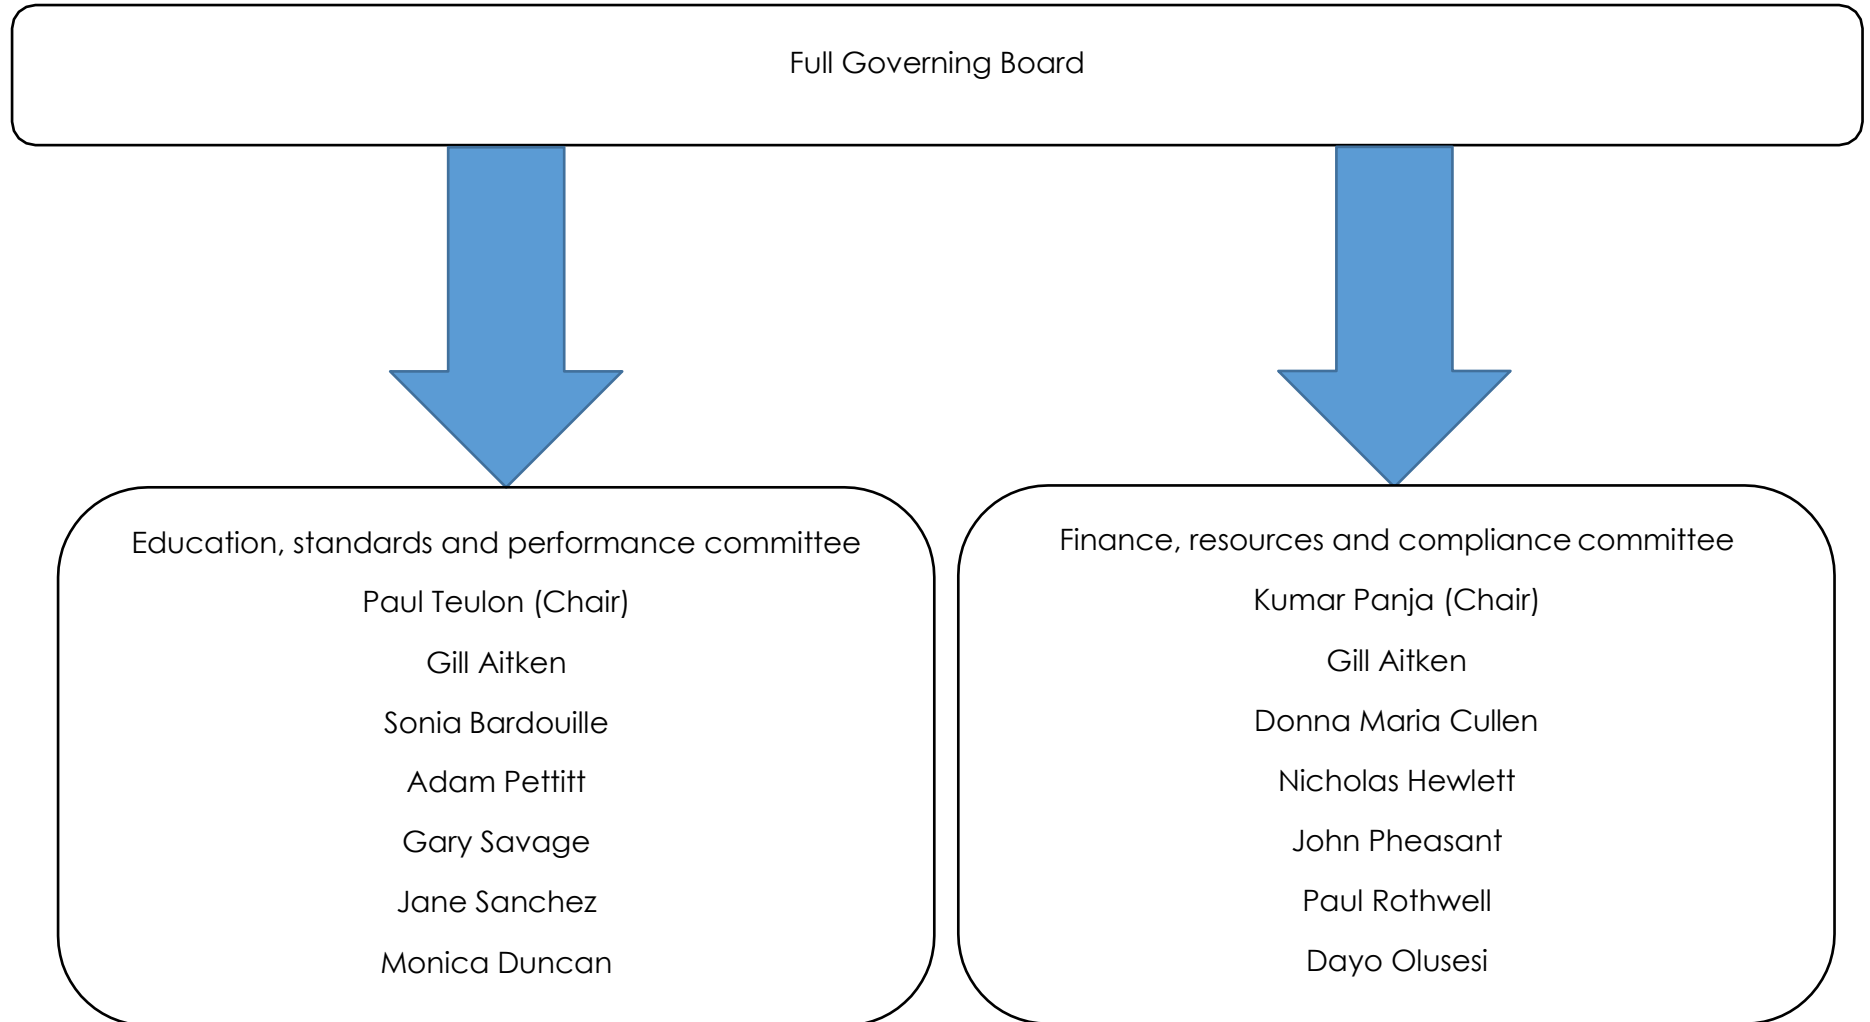 Full Governing Board
Education, standards and performance committee
Paul Teulon (Chair)
Gill Aitken
Sonia Bardouille
Adam Pettitt
Gary Savage
Jane Sanchez
Monica Duncan
Finance, resources and compliance committee
Kumar Panja (Chair)
Gill Aitken
Donna Maria Cullen
Nicholas Hewlett
John Pheasant
Paul Rothwell
Dayo Olusesi